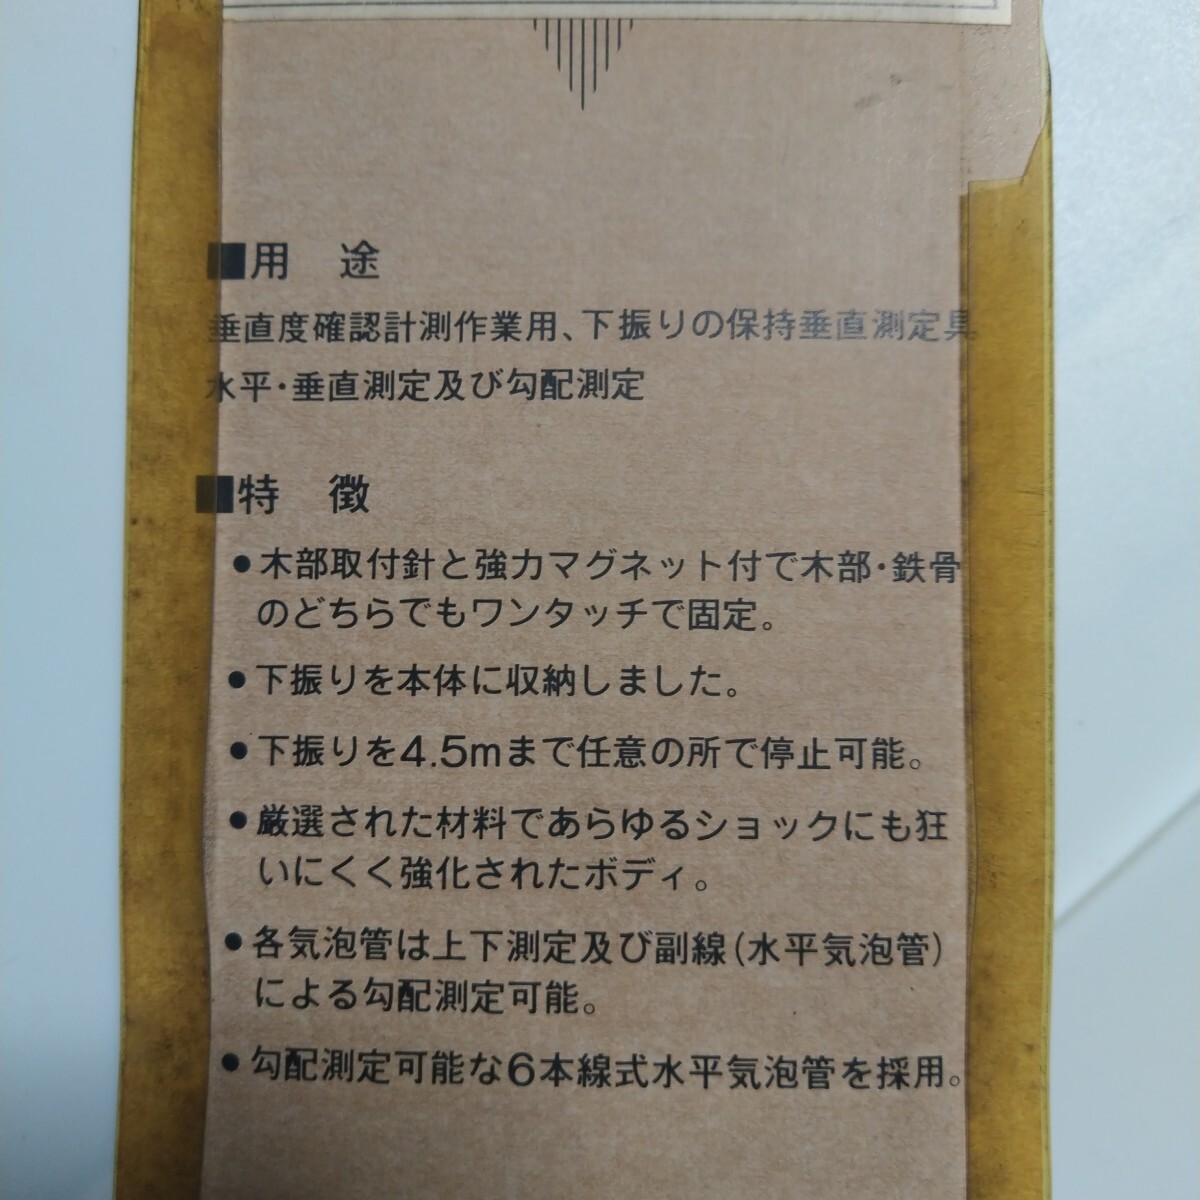 ■用　途
垂直度確認計測作業用、下振りの保持垂直測定具
水平・垂直測定及び勾配測定
■特　徴
●木部取付針と強力マグネット付で木部・鉄骨
のどちらでもワンタッチで固定。
●下振りを本体に収納しました。
●下振りを4.5mまで任意の所で停止可能。
●厳選された材料であらゆるショックにも狂
いにくく強化されたボディ。
●各気泡管は上下測定及び副線(水平気泡管)
による勾配測定可能。
●勾配測定可能な6本線式水平気泡管を採用。